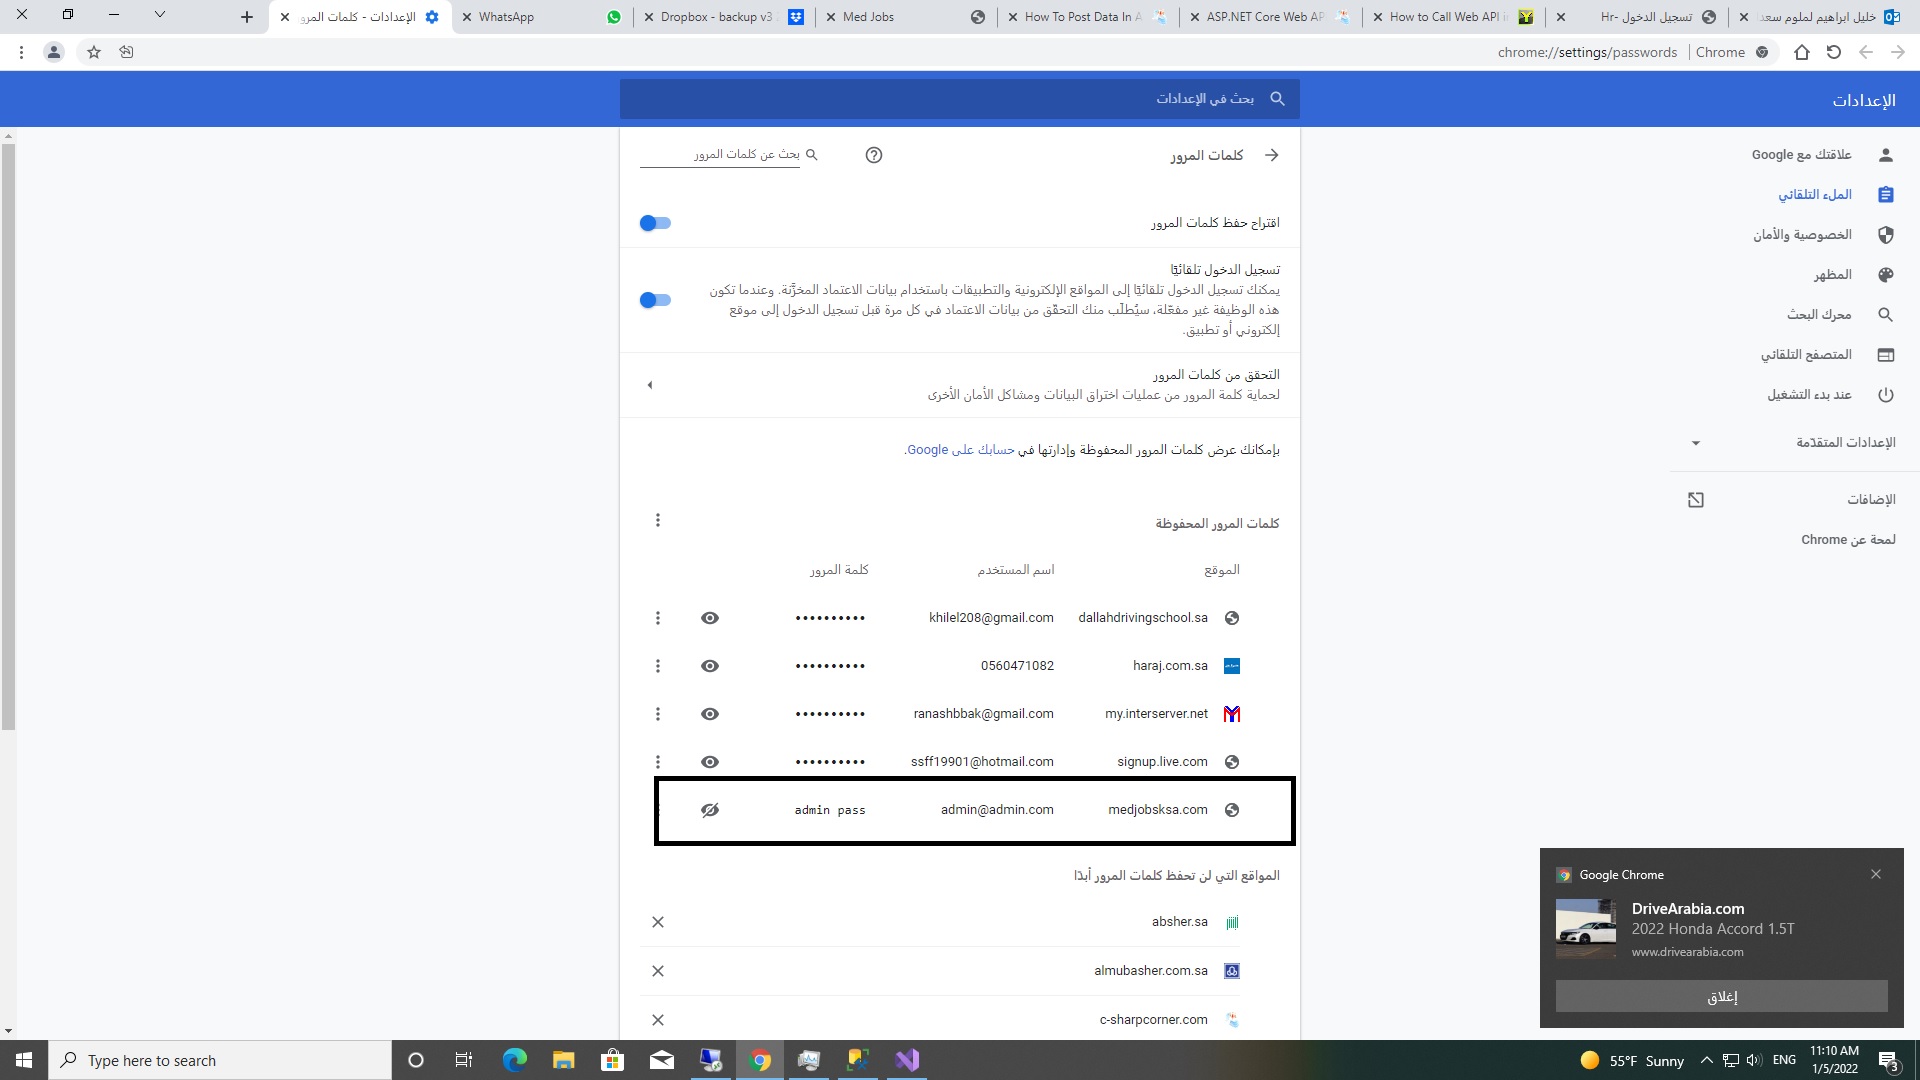 الإعدادات - كلمات المرور
WhatsApp
Dropbox - backup v3
Med Jobs
How To Post Data In A
ASP.NET Core Web AP
How to Call Web API i
تسجيل الدخول -Hr
خليل ابراهيم لملوم سعدا
chrome://settings/passwords
Chrome
الإعدادات
بحث في الإعدادات
علاقتك مع Google
الملء التلقائي
الخصوصية والأمان
المظهر
محرك البحث
المتصفح التلقائي
عند بدء التشغيل
الإعدادات المتقدّمة
الإضافات
لمحة عن Chrome
كلمات المرور
بحث عن كلمات المرور
اقتراح حفظ كلمات المرور
تسجيل الدخول تلقائيًا
يمكنك تسجيل الدخول تلقائيًا إلى المواقع الإلكترونية والتطبيقات باستخدام بيانات الاعتماد المخزَّنة. وعندما تكون
هذه الوظيفة غير مفعّلة، سيُطلَب منك التحقّق من بيانات الاعتماد في كل مرة قبل تسجيل الدخول إلى موقع
إلكتروني أو تطبيق.
التحقق من كلمات المرور
لحماية كلمة المرور من عمليات اختراق البيانات ومشاكل الأمان الأخرى
بإمكانك عرض كلمات المرور المحفوظة وإدارتها في حسابك على Google.
كلمات المرور المحفوظة
الموقع اسم المستخدم كلمة المرور
dallahdrivingschool.sa khilel208@gmail.com ••••••••••
haraj.com.sa 0560471082 ••••••••••
my.interserver.net ranashbbak@gmail.com ••••••••••
signup.live.com ssff19901@hotmail.com ••••••••••
medjobsksa.com admin@admin.com admin pass
المواقع التي لن تحفظ كلمات المرور أبدًا
absher.sa
almubasher.com.sa
c-sharpcorner.com
Google Chrome
DriveArabia.com
2022 Honda Accord 1.5T
www.drivearabia.com
إغلاق
Type here to search
55°F Sunny
ENG
11:10 AM
1/5/2022
3